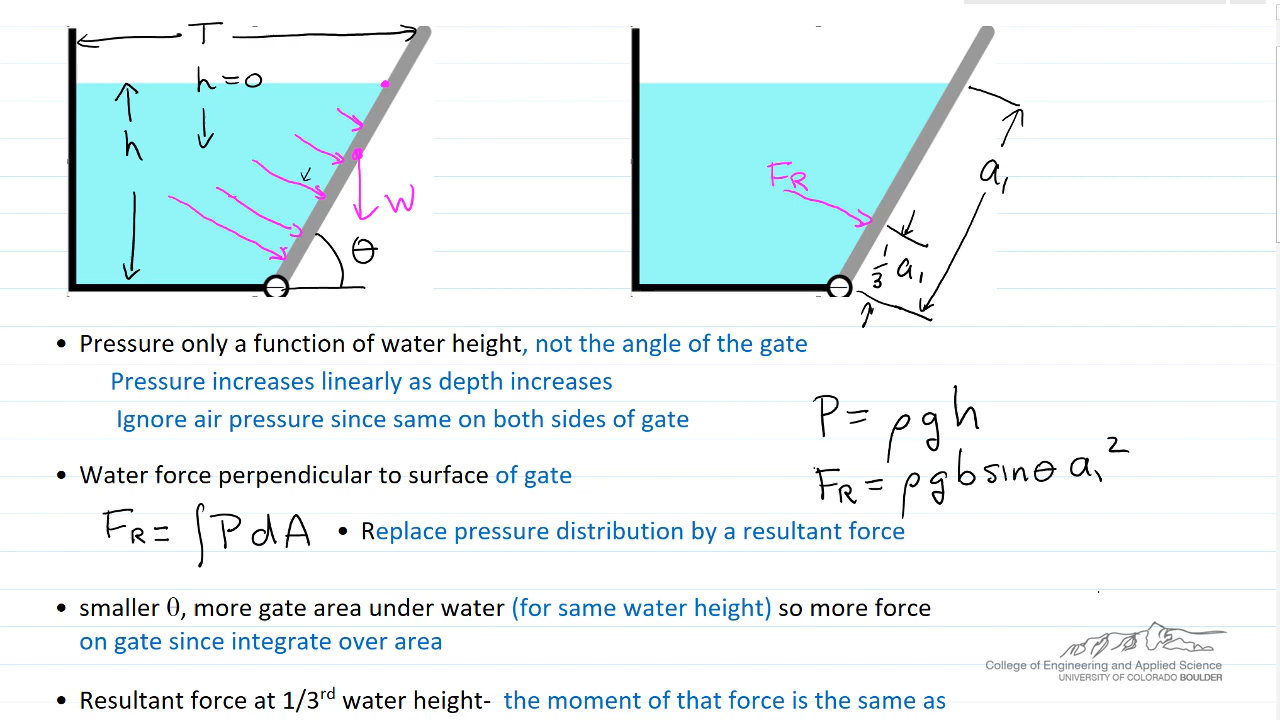 T
h = 0
h
W
θ
F_R
a₁
1/3 a₁
• Pressure only a function of water height, not the angle of the gate
Pressure increases linearly as depth increases
Ignore air pressure since same on both sides of gate
P = ρgh
• Water force perpendicular to surface of gate
F_R = ρgb sinθ a₁²
F_R = ∫PdA • Replace pressure distribution by a resultant force
• smaller θ, more gate area under water (for same water height) so more force
on gate since integrate over area
College of Engineering and Applied Science
UNIVERSITY OF COLORADO BOULDER
• Resultant force at 1/3rd water height- the moment of that force is the same as